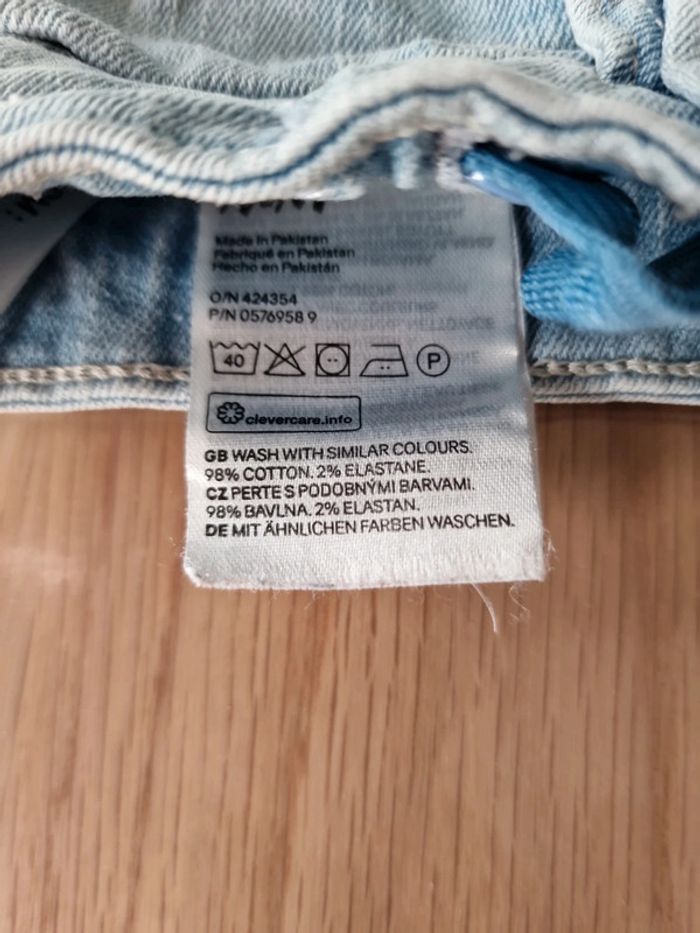 Made in Pakistan
Fabriqué en Pakistan
Hecho en Pakistán
O/N 424354
P/N 0576958 9
40
P
clevercare.info
GB WASH WITH SIMILAR COLOURS.
98% COTTON. 2% ELASTANE.
CZ PERTE S PODOBNÝMI BARVAMI.
98% BAVLNA. 2% ELASTAN.
DE MIT ÄHNLICHEN FARBEN WASCHEN.